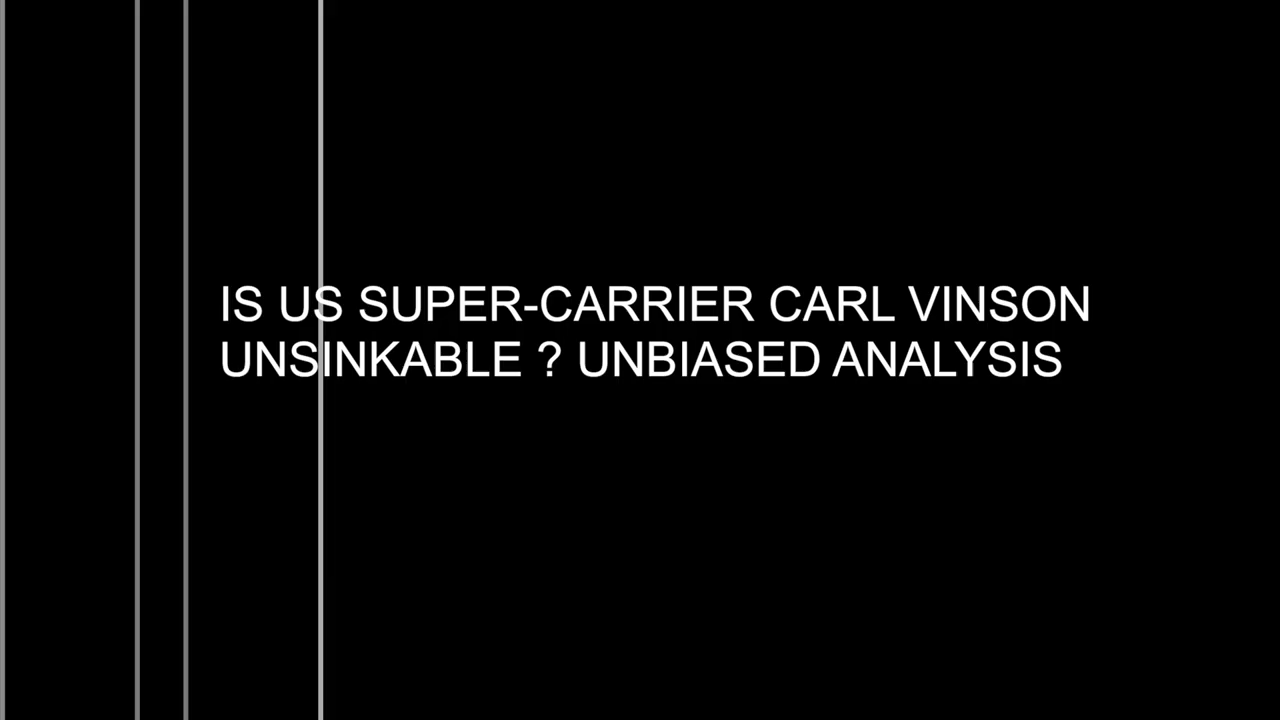 IS US SUPER-CARRIER CARL VINSON
UNSINKABLE ? UNBIASED ANALYSIS